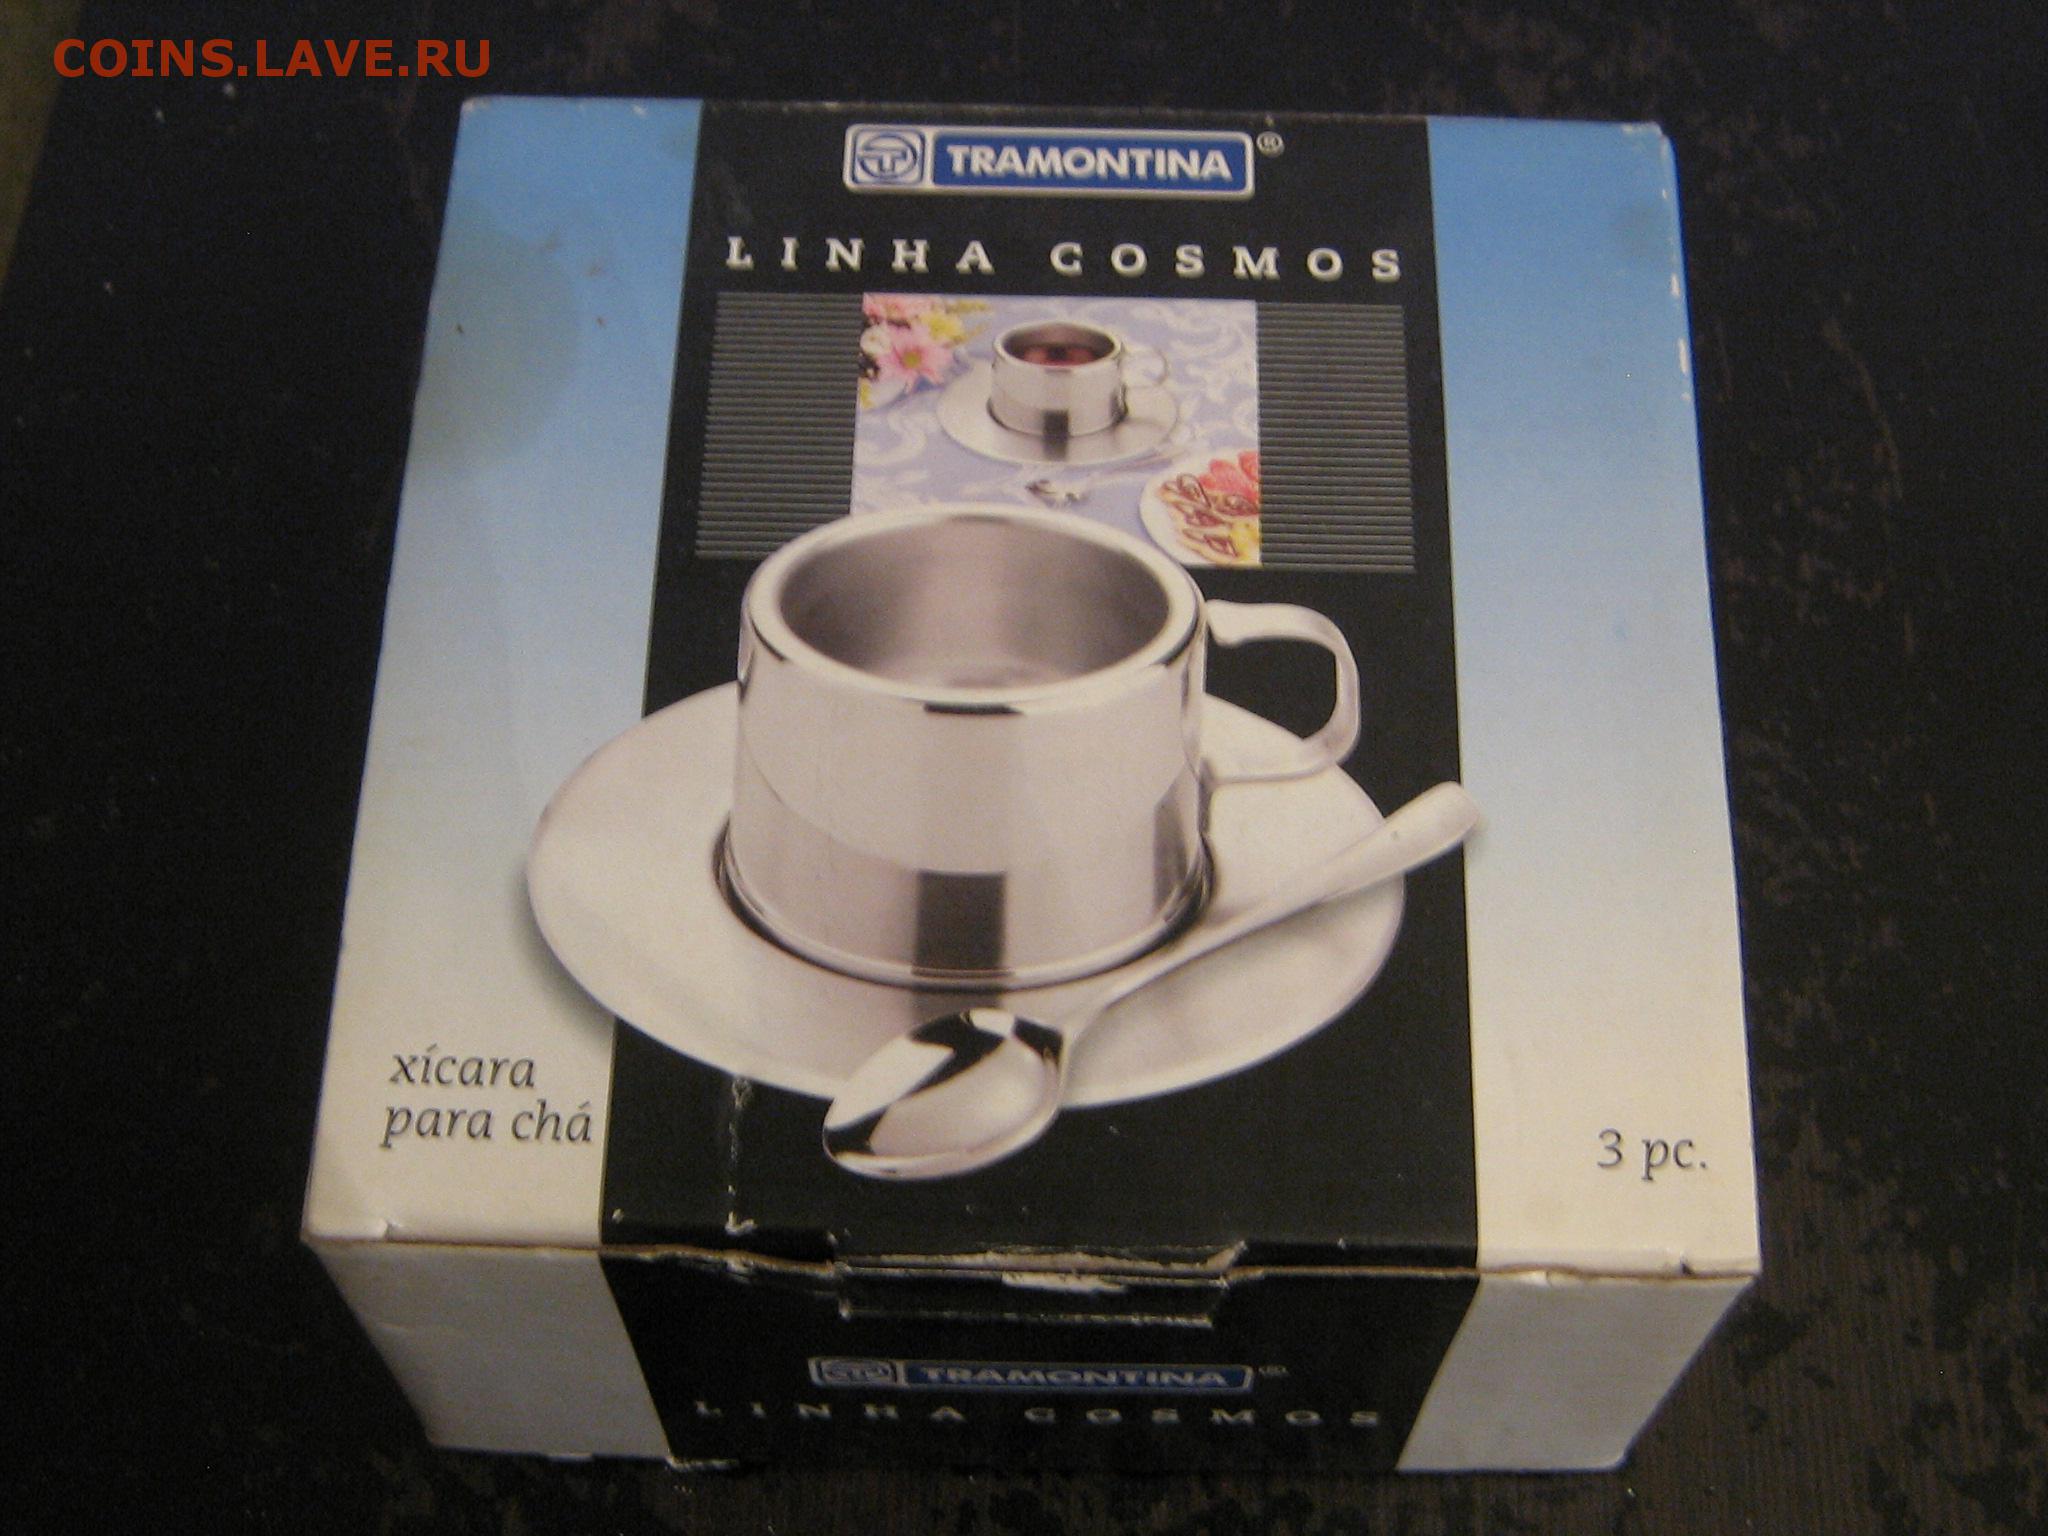 COINS.LAVE.RU
TRAMONTINA®
LINHA COSMOS
xícara
para chá
3 pc.
TRAMONTINA®
LINHA COSMOS